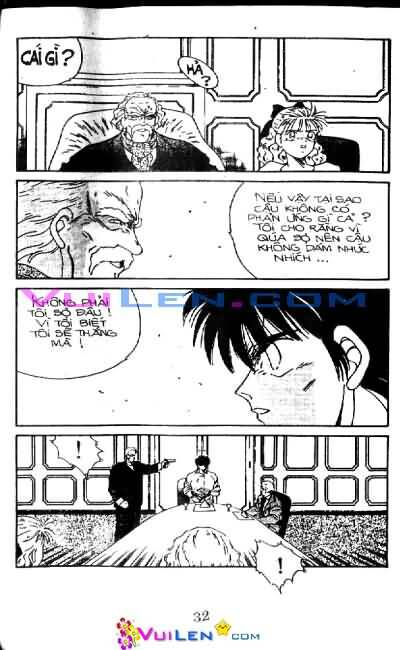 CÁI GÌ?
HẢ
?
NẾU VẬY TẠI SAO
CẬU KHÔNG CÓ
PHẢN ỨNG GÌ CẢ?
TÔI CHO RẰNG VÌ
QUÁ SỢ NÊN CẬU
KHÔNG DÁM NHÚC
NHÍCH...
VUILEN.COM
KHÔNG PHẢI
TÔI SỢ ĐÂU!
VÌ TÔI BIẾT
TÔI SẼ THẮNG
MÀ!
!
!
32
VUILEN.COM